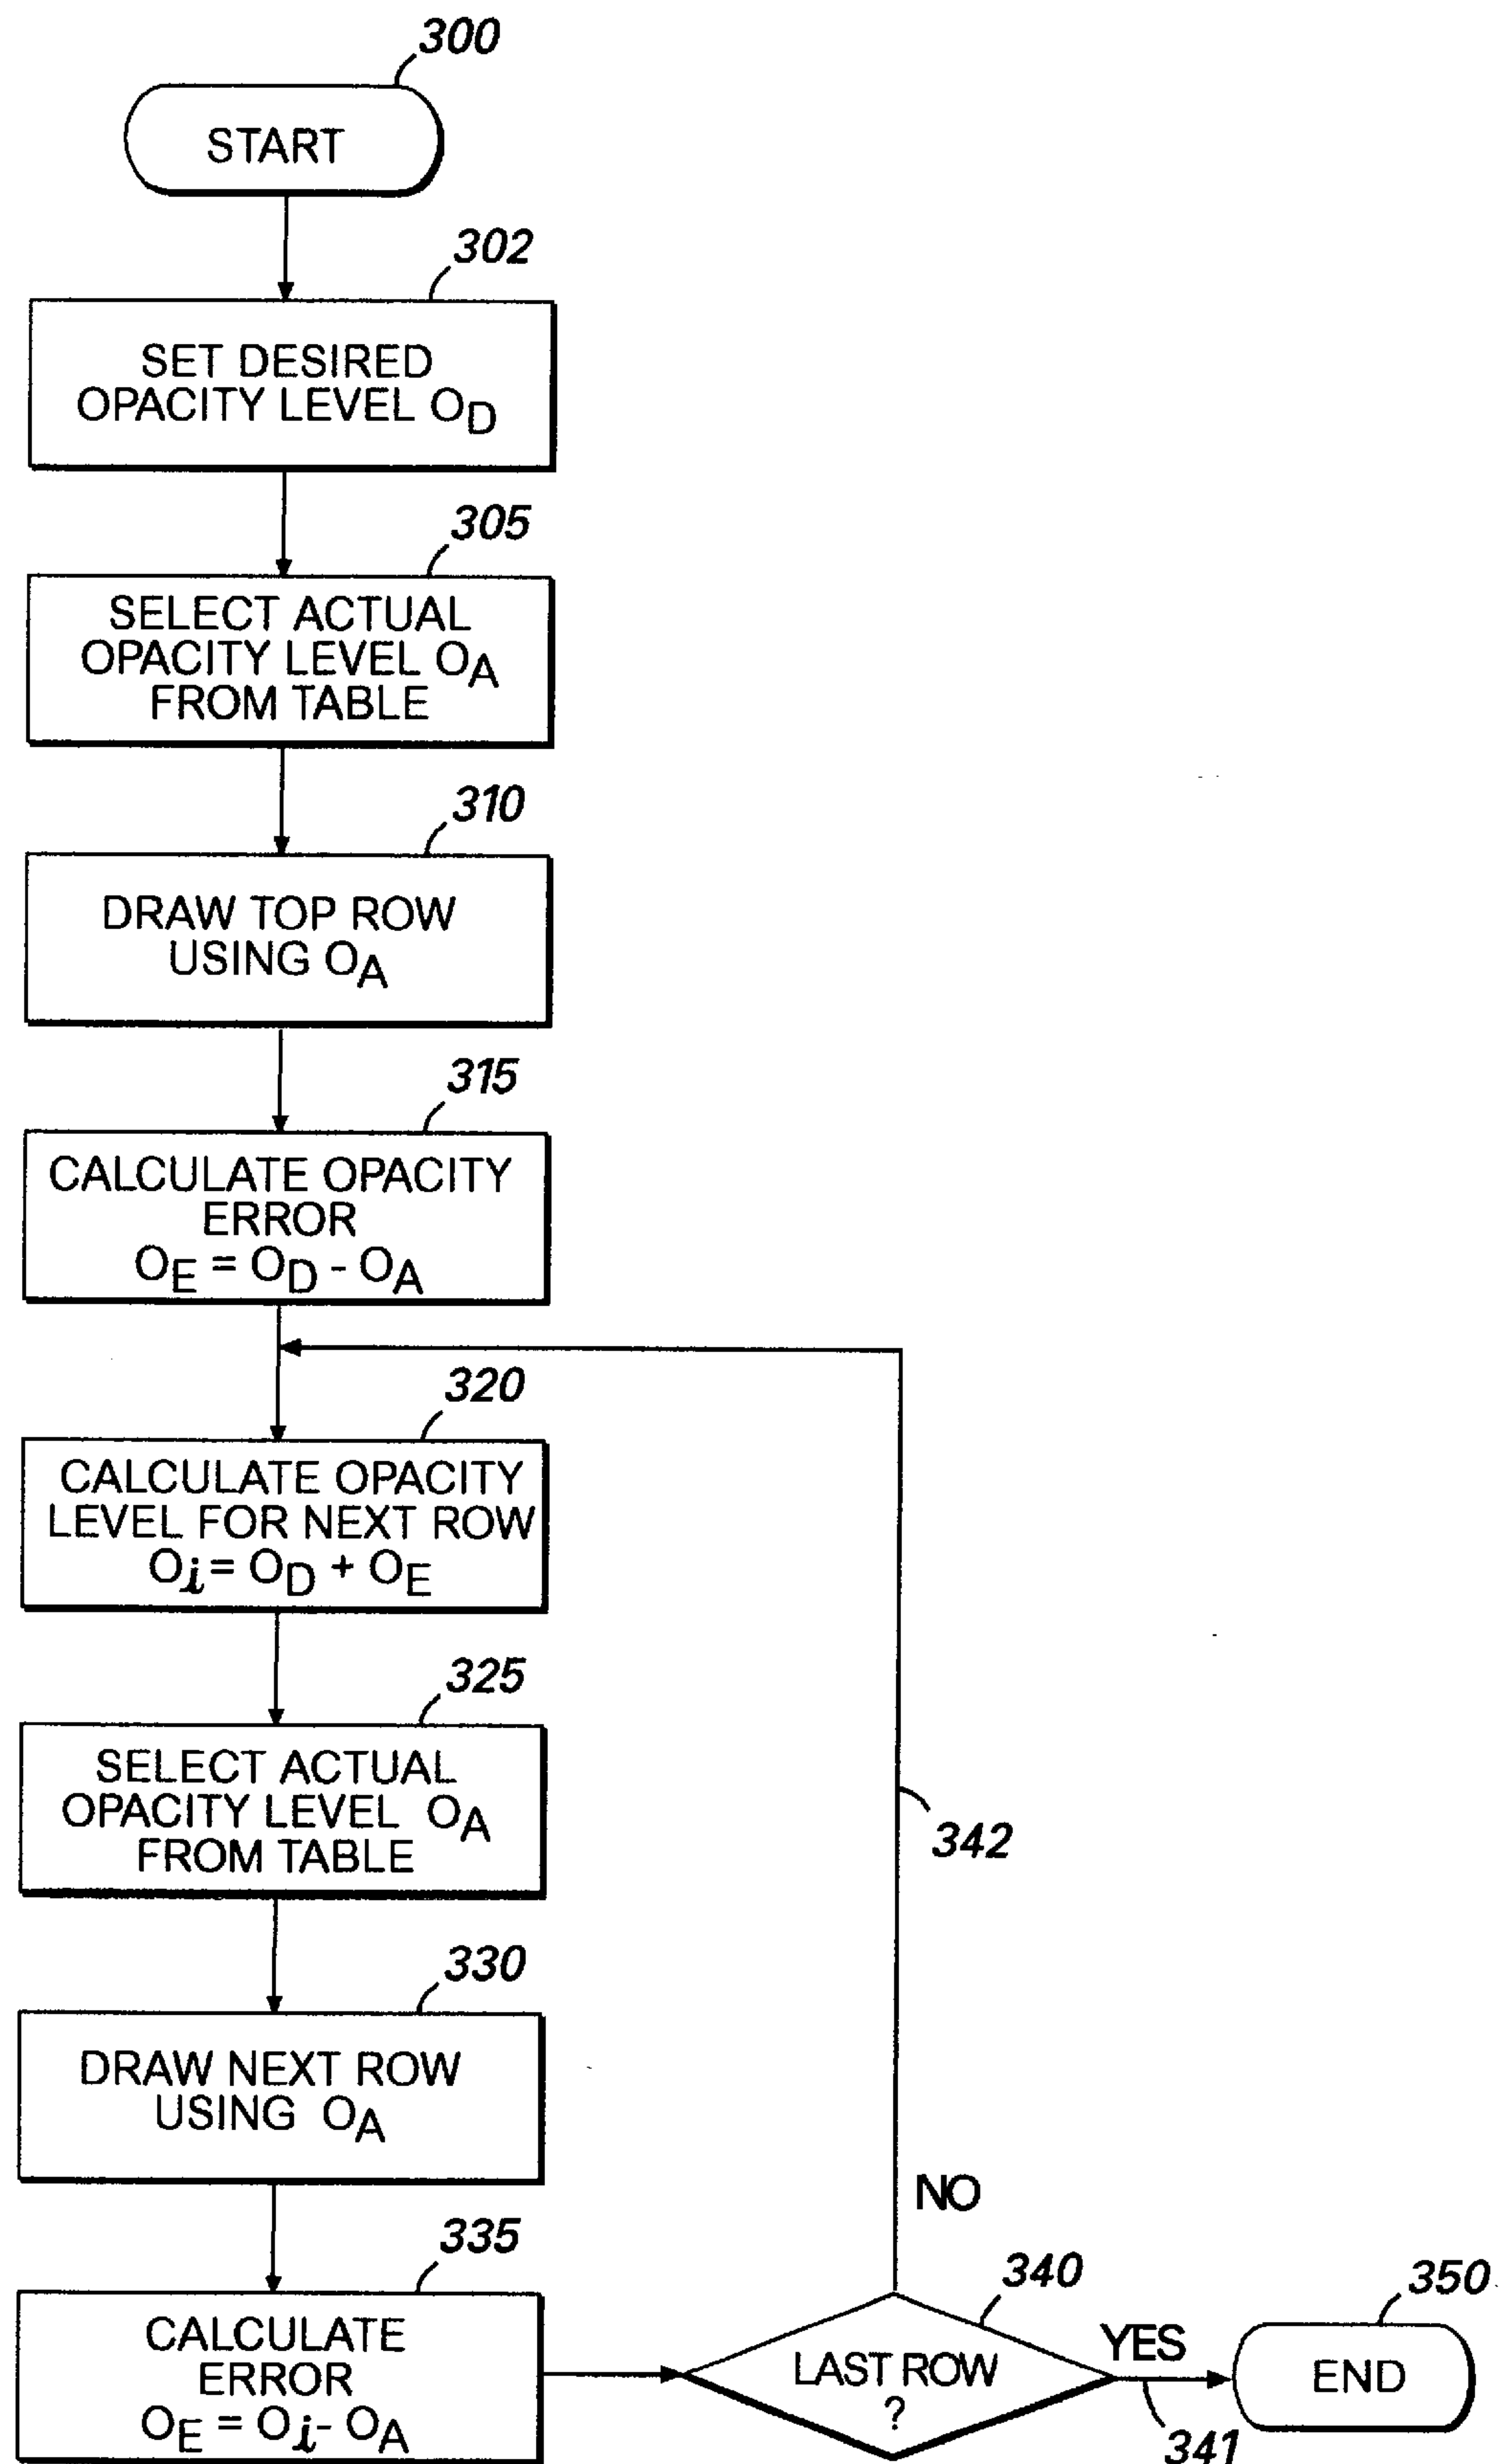 300
START
302
SET DESIRED
OPACITY LEVEL OD
305
SELECT ACTUAL
OPACITY LEVEL OA
FROM TABLE
310
DRAW TOP ROW
USING OA
315
CALCULATE OPACITY
ERROR
OE = OD - OA
320
CALCULATE OPACITY
LEVEL FOR NEXT ROW
Oi = OD + OE
325
SELECT ACTUAL
OPACITY LEVEL OA
FROM TABLE
342
330
DRAW NEXT ROW
USING OA
NO
335
CALCULATE
ERROR
OE = Oi - OA
340
LAST ROW
?
YES
341
350
END